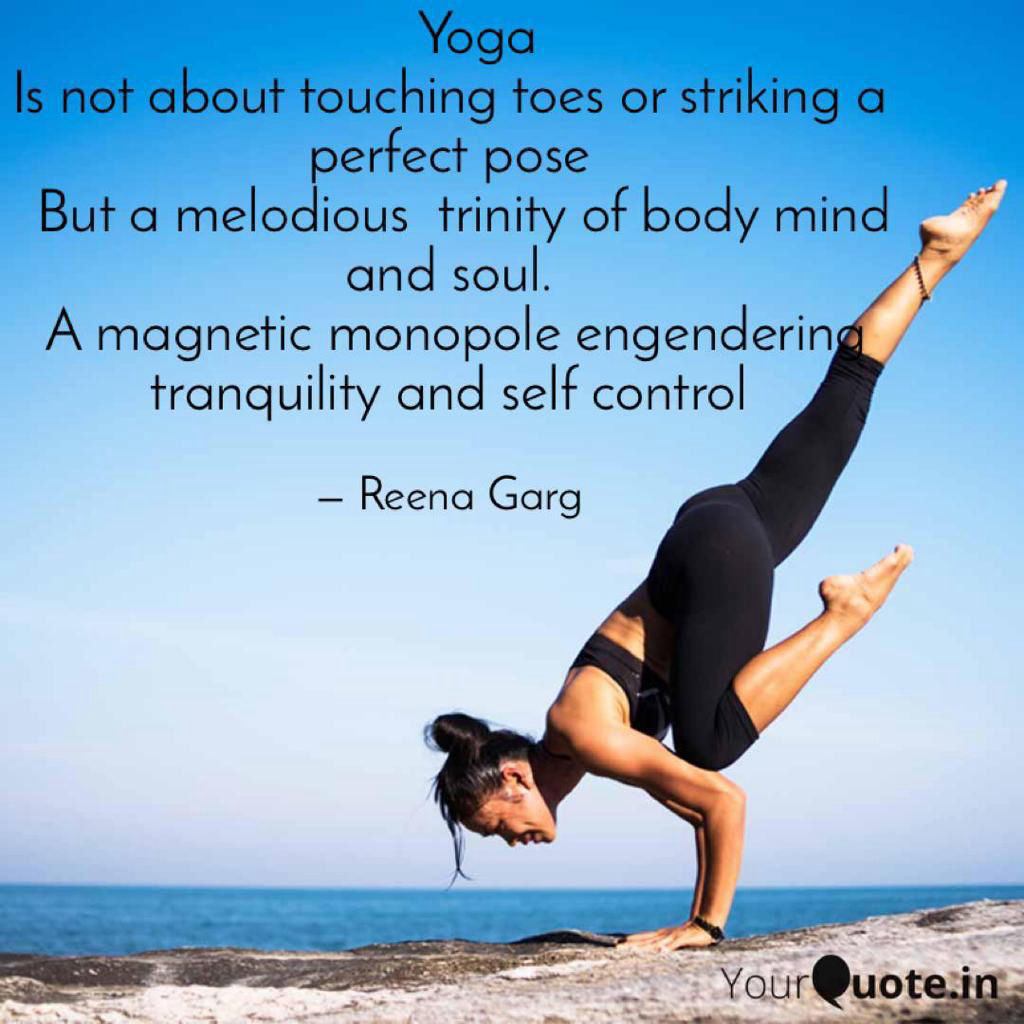 Yoga
Is not about touching toes or striking a
perfect pose
But a melodious  trinity of body mind
and soul.
A magnetic monopole engendering
tranquility and self control
– Reena Garg
YourQuote.in